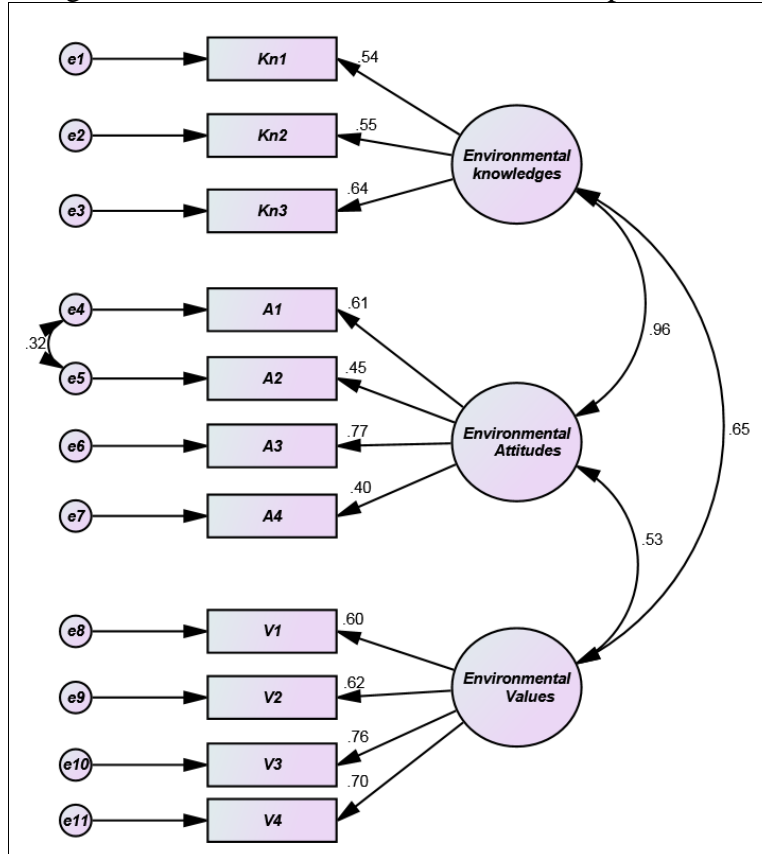 e1
Kn1
.54
e2
Kn2
.55
e3
Kn3
.64
Environmental
knowledges
e4
A1
.61
.32
e5
A2
.45
e6
A3
.77
e7
A4
.40
Environmental
Attitudes
.96
.65
.53
e8
V1
.60
e9
V2
.62
e10
V3
.76
e11
V4
.70
Environmental
Values